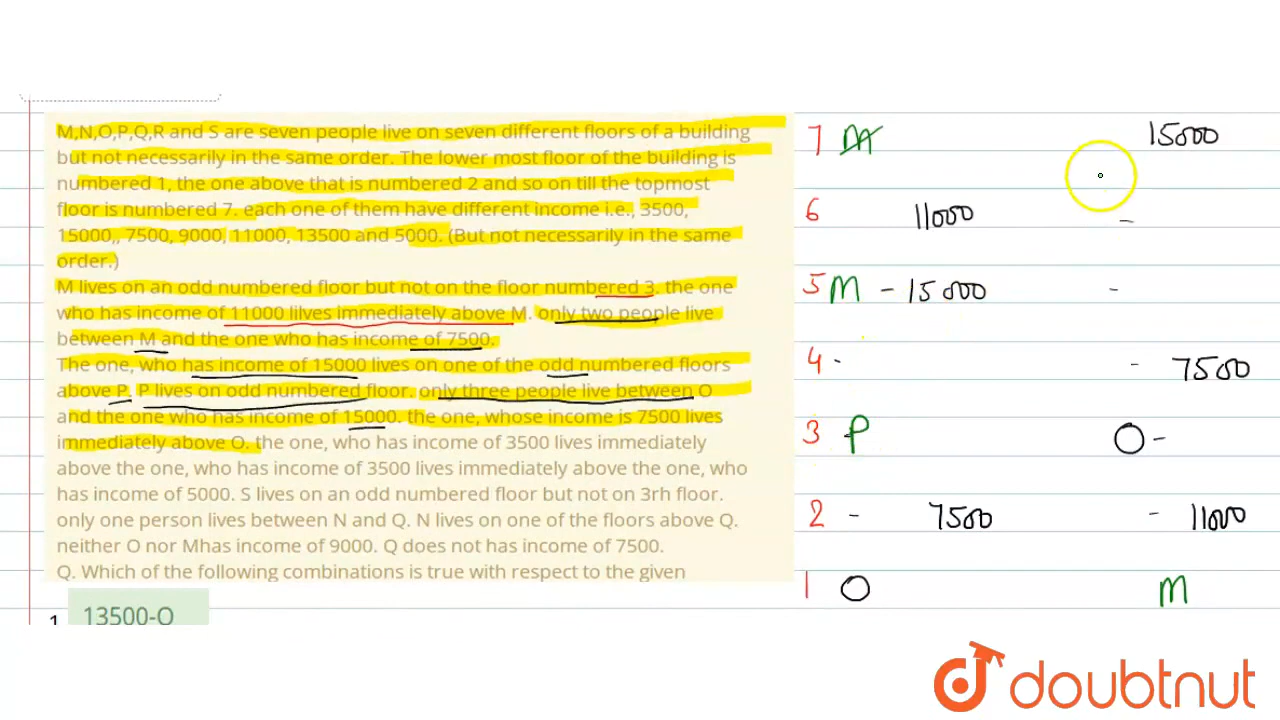 M,N,O,P,Q,R and S are seven people live on seven different floors of a building
but not necessarily in the same order. The lower most floor of the building is
numbered 1, the one above that is numbered 2 and so on till the topmost
floor is numbered 7. each one of them have different income i.e., 3500,
15000,, 7500, 9000, 11000, 13500 and 5000. (But not necessarily in the same
order.)
M lives on an odd numbered floor but not on the floor numbered 3. the one
who has income of 11000 lilves immediately above M. only two people live
between M and the one who has income of 7500.
The one, who has income of 15000 lives on one of the odd numbered floors
above P. P lives on odd numbered floor. only three people live between O
and the one who has income of 15000. the one, whose income is 7500 lives
immediately above O. the one, who has income of 3500 lives immediately
above the one, who has income of 3500 lives immediately above the one, who
has income of 5000. S lives on an odd numbered floor but not on 3rh floor.
only one person lives between N and Q. N lives on one of the floors above Q.
neither O nor Mhas income of 9000. Q does not has income of 7500.
Q. Which of the following combinations is true with respect to the given
1 13500-O
7 M 15000
6 11000 -
5 M - 15000 -
4 - - 7500
3 P O -
2 - 7500 - 11000
1 O M
doubtnut